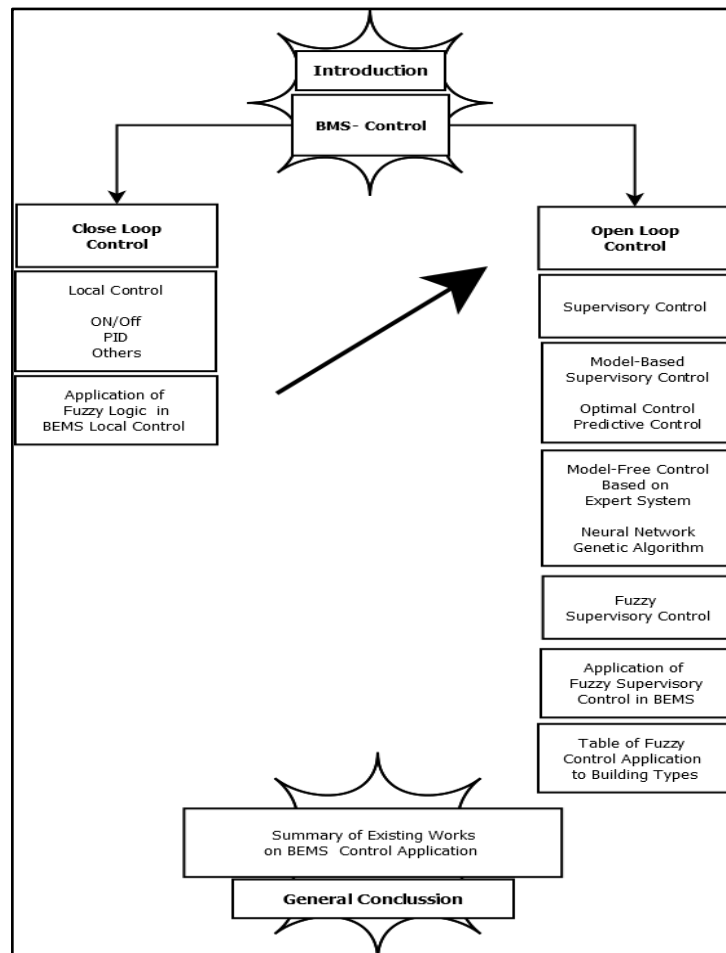 Introduction
BMS- Control
Close Loop
Control
Local Control
ON/Off
PID
Others
Application of
Fuzzy Logic in
BEMS Local Control
Open Loop
Control
Supervisory Control
Model-Based
Supervisory Control
Optimal Control
Predictive Control
Model-Free Control
Based on
Expert System
Neural Network
Genetic Algorithm
Fuzzy
Supervisory Control
Application of
Fuzzy Supervisory
Control in BEMS
Table of Fuzzy
Control Application
to Building Types
Summary of Existing Works
on BEMS Control Application
General Conclussion